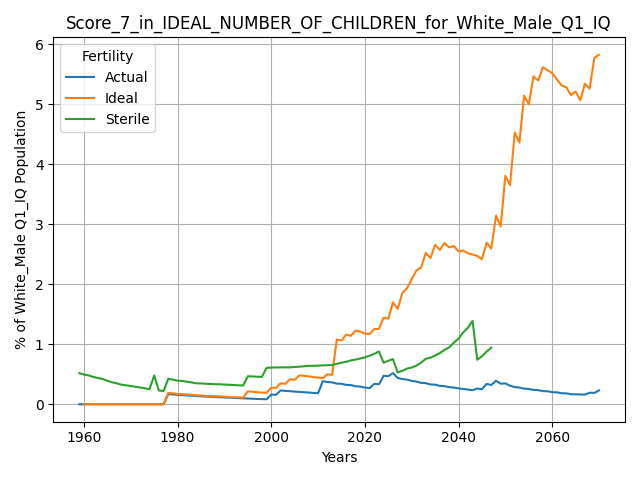 Score_7_in_IDEAL_NUMBER_OF_CHILDREN_for_White_Male_Q1_IQ
% of White_Male Q1_IQ Population
6
5
4
3
2
1
0
Fertility
Actual
Ideal
Sterile
1960
1980
2000
2020
2040
2060
Years